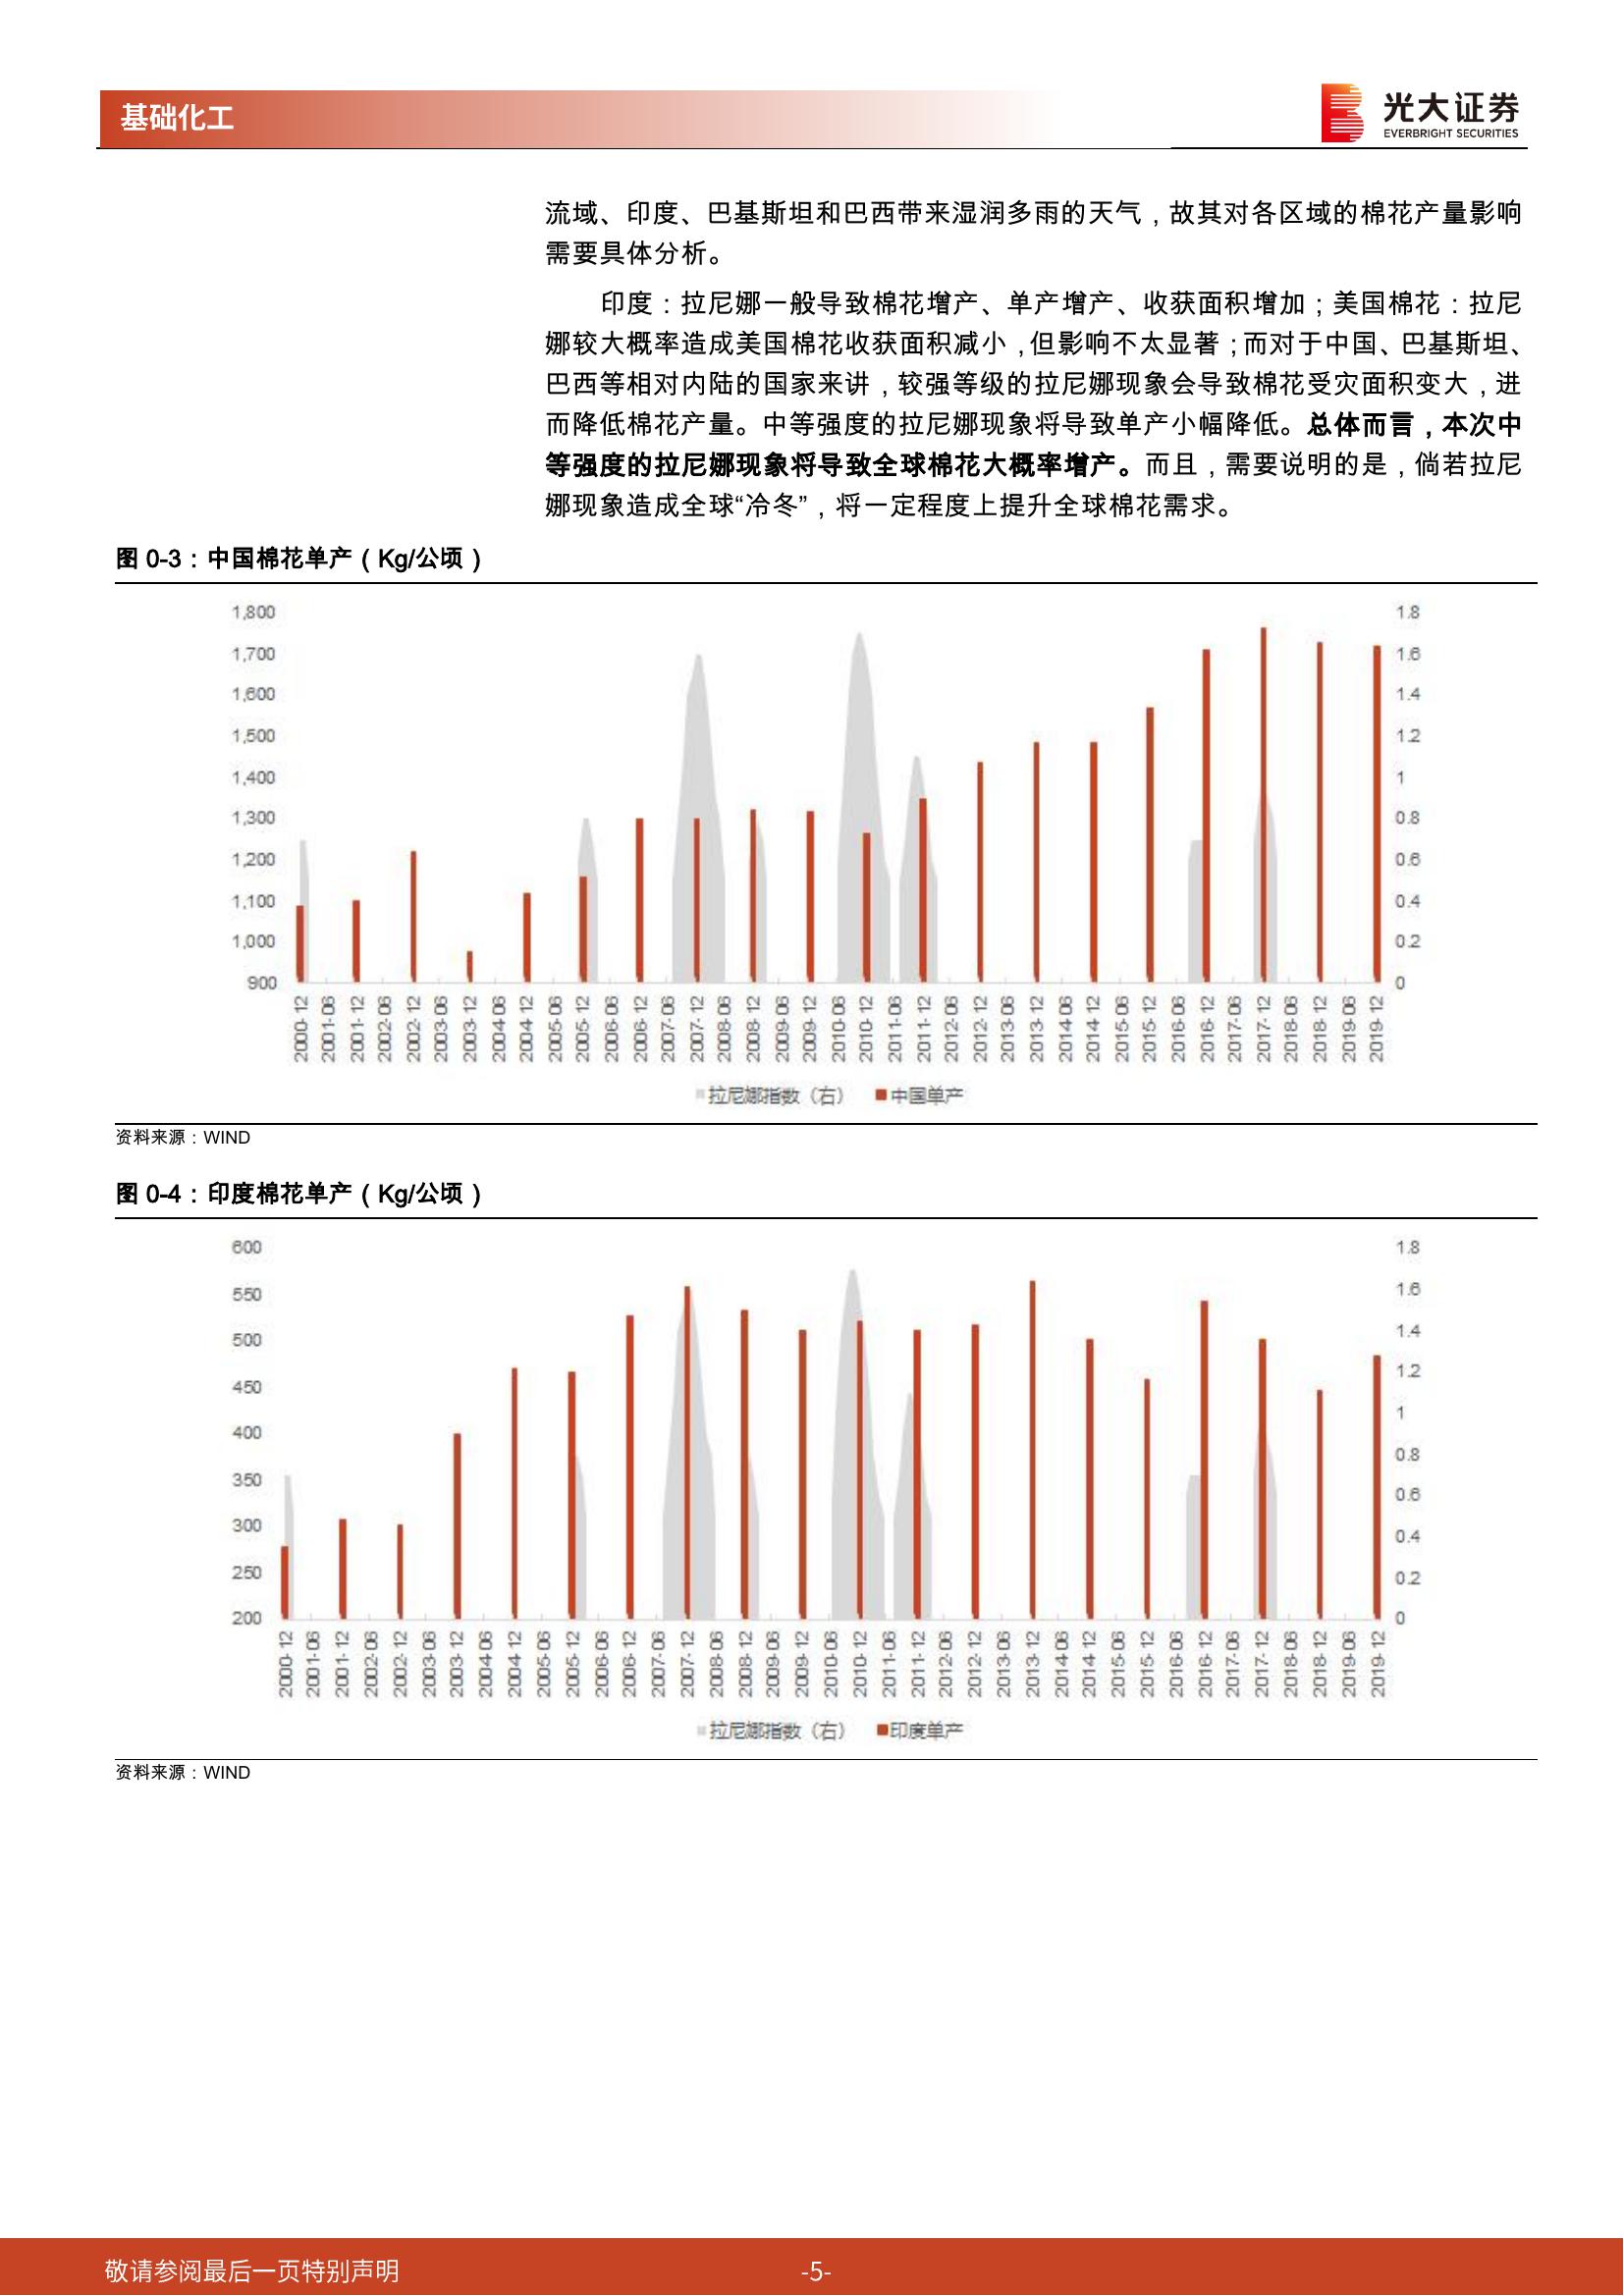 基础化工
光大证券
EVERBRIGHT SECURITIES
流域、印度、巴基斯坦和巴西带来湿润多雨的天气，故其对各区域的棉花产量影响
需要具体分析。
印度：拉尼娜一般导致棉花增产、单产增产、收获面积增加；美国棉花：拉尼
娜较大概率造成美国棉花收获面积减小，但影响不太显著；而对于中国、巴基斯坦、
巴西等相对内陆的国家来讲，较强等级的拉尼娜现象会导致棉花受灾面积变大，进
而降低棉花产量。中等强度的拉尼娜现象将导致单产小幅降低。总体而言，本次中
等强度的拉尼娜现象将导致全球棉花大概率增产。而且，需要说明的是，倘若拉尼
娜现象造成全球“冷冬”，将一定程度上提升全球棉花需求。
图 0-3：中国棉花单产（Kg/公顷）
1,800 1.8
1,700 1.6
1,600 1.4
1,500 1.2
1,400 1
1,300 0.8
1,200 0.6
1,100 0.4
1,000 0.2
900 0
2000-12 2001-06 2001-12 2002-06 2002-12 2003-06 2003-12 2004-06 2004-12 2005-06 2005-12 2006-06 2006-12 2007-06 2007-12 2008-06 2008-12 2009-06 2009-12 2010-06 2010-12 2011-06 2011-12 2012-06 2012-12 2013-06 2013-12 2014-06 2014-12 2015-06 2015-12 2016-06 2016-12 2017-06 2017-12 2018-06 2018-12 2019-06 2019-12
拉尼娜指数（右） 中国单产
资料来源：WIND
图 0-4：印度棉花单产（Kg/公顷）
600 1.8
550 1.6
500 1.4
450 1.2
400 1
350 0.8
300 0.6
250 0.4
200 0.2
0
2000-12 2001-06 2001-12 2002-06 2002-12 2003-06 2003-12 2004-06 2004-12 2005-06 2005-12 2006-06 2006-12 2007-06 2007-12 2008-06 2008-12 2009-06 2009-12 2010-06 2010-12 2011-06 2011-12 2012-06 2012-12 2013-06 2013-12 2014-06 2014-12 2015-06 2015-12 2016-06 2016-12 2017-06 2017-12 2018-06 2018-12 2019-06 2019-12
拉尼娜指数（右） 印度单产
资料来源：WIND
敬请参阅最后一页特别声明 -5-